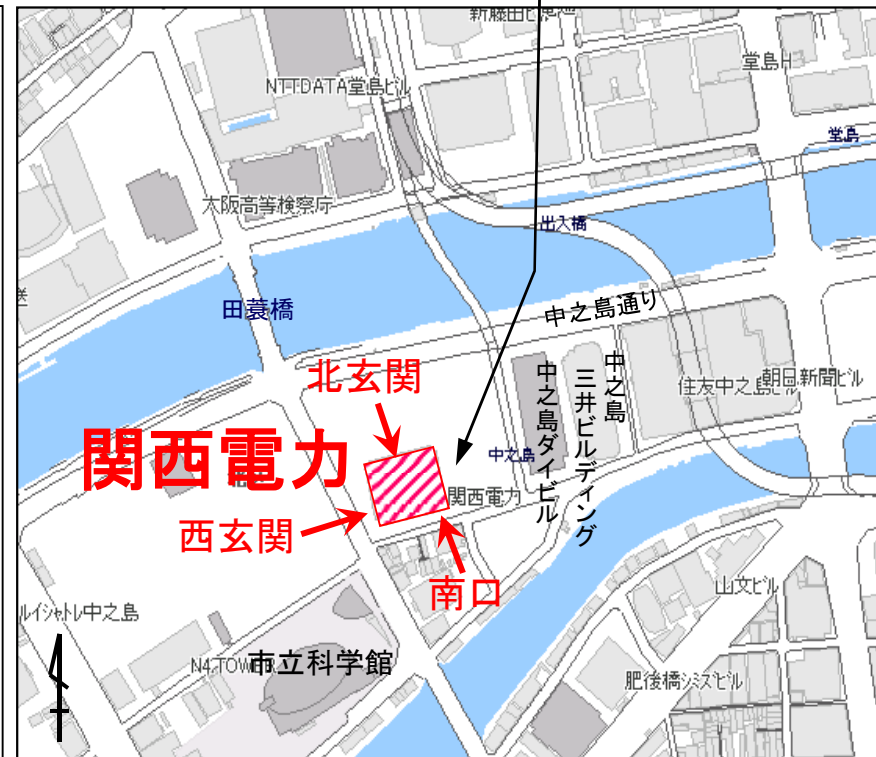 新藤田ビ
堂島H
NTTDATA堂島ビル
堂島
大阪高等検察庁
出入橋
田蓑橋
中之島通り
北玄関
中之島
三井ビルディング
中之島ダイビル
住友中之島ビル
朝日新聞ビル
関西電力
中之島
関西電力
西玄関
南口
山文ビル
ルイシャトレ中之島
N4.TOWER
市立科学館
肥後橋シミズビル